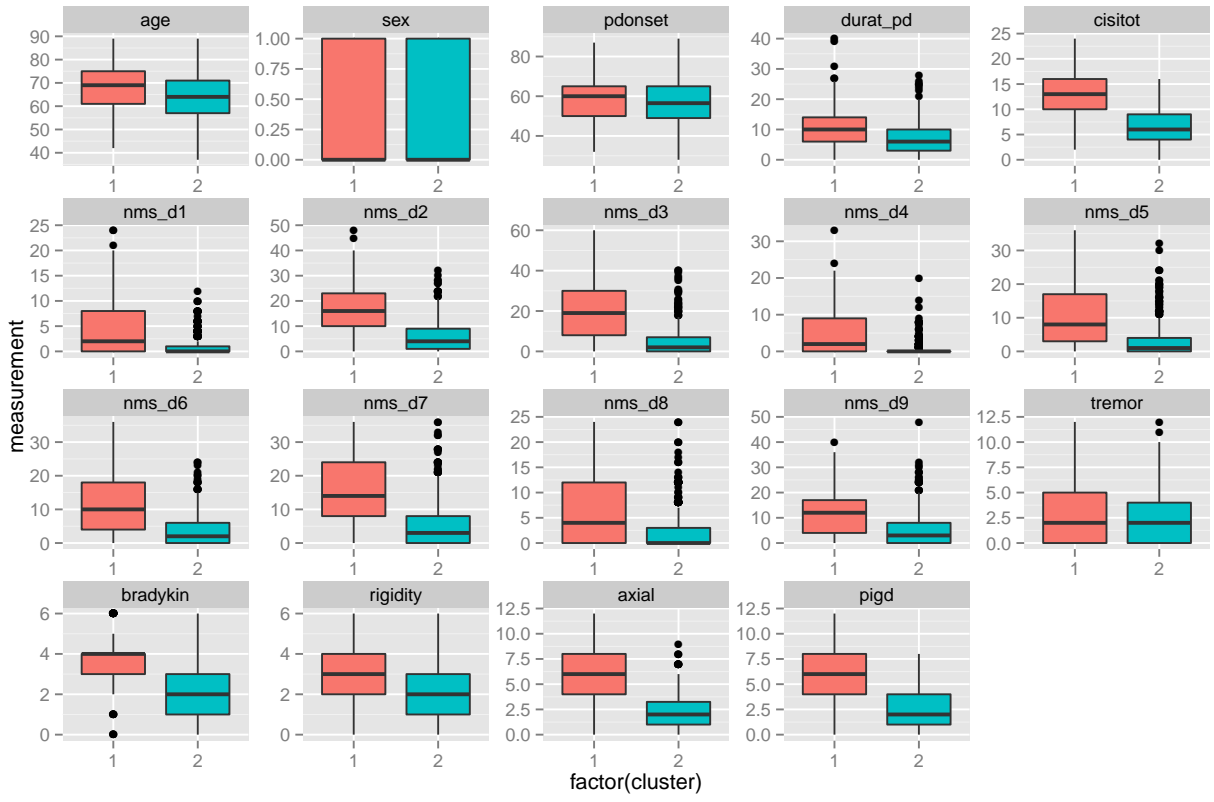 age sex pdonset durat_pd cisitot
90 80 70 60 50 40
1.00 0.75 0.50 0.25 0.00
80 60 40
40 30 20 10 0
25 20 15 10 5 0
1 2 1 2 1 2 1 2 1 2
nms_d1 nms_d2 nms_d3 nms_d4 nms_d5
25 20 15 10 5 0
50 40 30 20 10 0
60 40 20 0
30 20 10 0
30 20 10 0
1 2 1 2 1 2 1 2 1 2
measurement
nms_d6 nms_d7 nms_d8 nms_d9 tremor
30 20 10 0
30 20 10 0
25 20 15 10 5 0
50 40 30 20 10 0
12.5 10.0 7.5 5.0 2.5 0.0
1 2 1 2 1 2 1 2 1 2
bradykin rigidity axial pigd
6 4 2 0
6 4 2 0
12.5 10.0 7.5 5.0 2.5 0.0
12.5 10.0 7.5 5.0 2.5 0.0
1 2 1 2 1 2 1 2
factor(cluster)